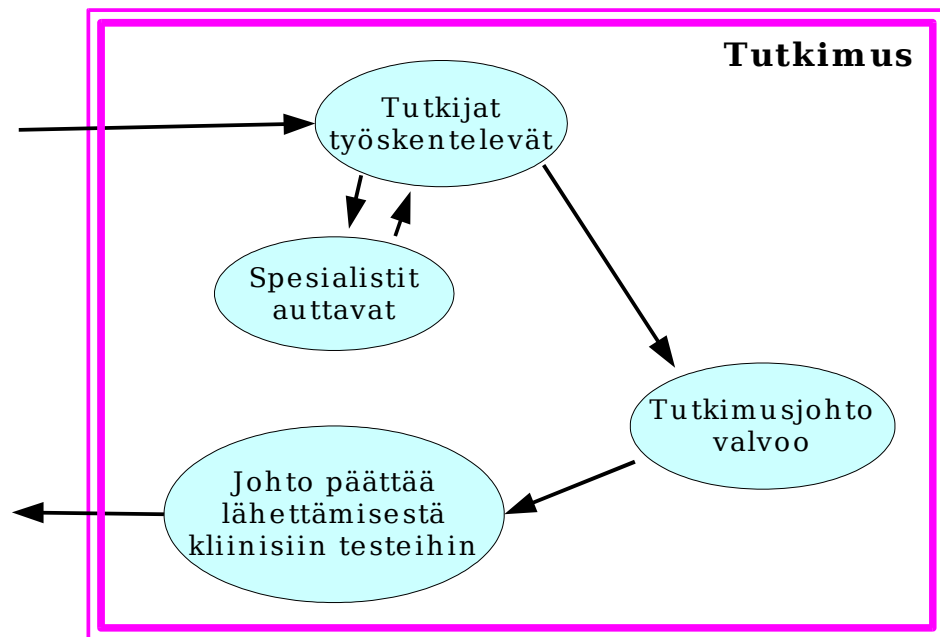 Tutkimus
Tutkijat
työskentelevät
Spesialistit
auttavat
Tutkimusjohto
valvoo
Johto päättää
lähettämisestä
kliinisiin testeihin